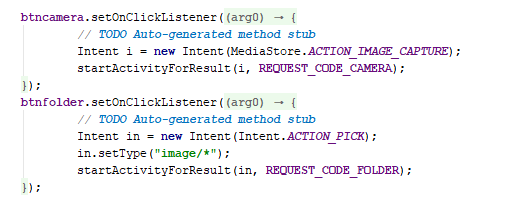 btncamera.setOnClickListener((arg0) → {
        // TODO Auto-generated method stub
        Intent i = new Intent(MediaStore.ACTION_IMAGE_CAPTURE);
        startActivityForResult(i, REQUEST_CODE_CAMERA);
});
btnfolder.setOnClickListener((arg0) → {
        // TODO Auto-generated method stub
        Intent in = new Intent(Intent.ACTION_PICK);
        in.setType("image/*");
        startActivityForResult(in, REQUEST_CODE_FOLDER);
});